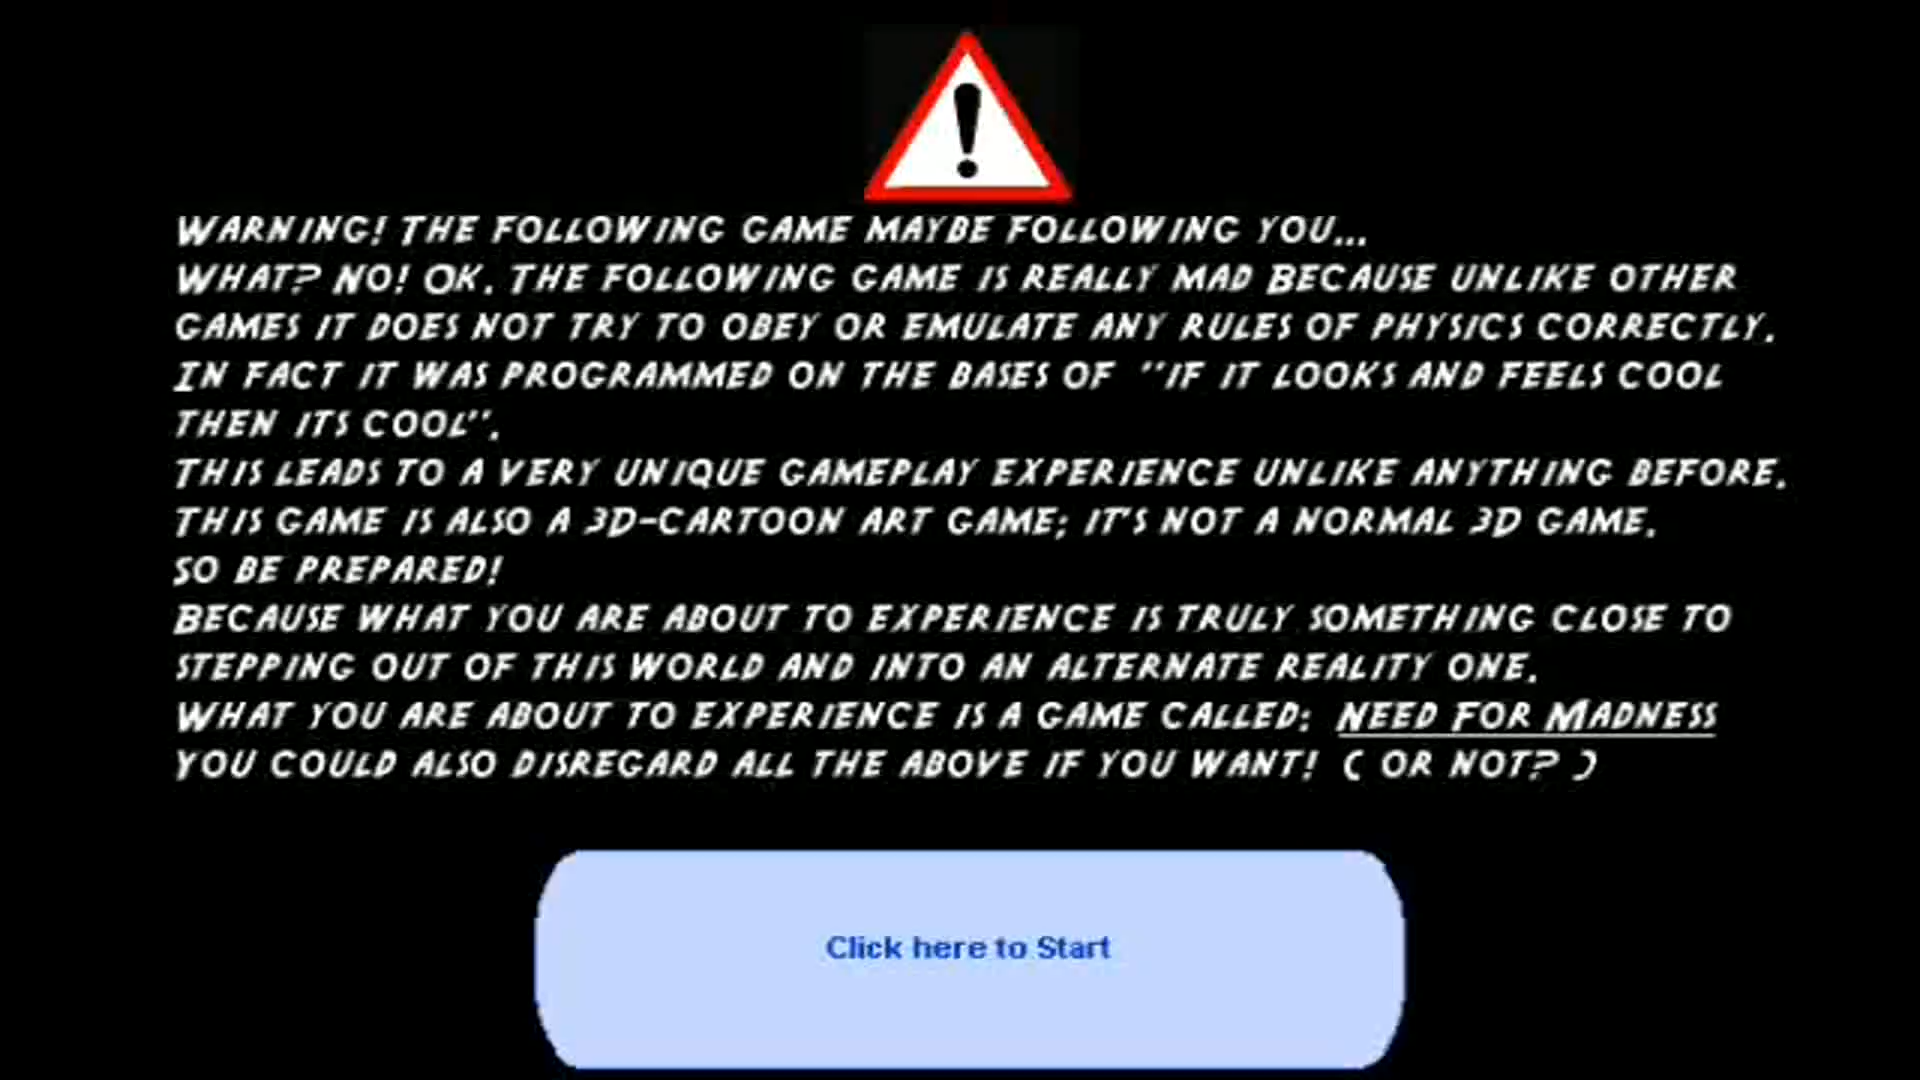 WARNING! THE FOLLOWING GAME MAYBE FOLLOWING YOU...
WHAT? NO! OK. THE FOLLOWING GAME IS REALLY MAD BECAUSE UNLIKE OTHER
GAMES IT DOES NOT TRY TO OBEY OR EMULATE ANY RULES OF PHYSICS CORRECTLY.
IN FACT IT WAS PROGRAMMED ON THE BASES OF "IF IT LOOKS AND FEELS COOL
THEN ITS COOL".
THIS LEADS TO A VERY UNIQUE GAMEPLAY EXPERIENCE UNLIKE ANYTHING BEFORE.
THIS GAME IS ALSO A 3D-CARTOON ART GAME; IT'S NOT A NORMAL 3D GAME.
SO BE PREPARED!
BECAUSE WHAT YOU ARE ABOUT TO EXPERIENCE IS TRULY SOMETHING CLOSE TO
STEPPING OUT OF THIS WORLD AND INTO AN ALTERNATE REALITY ONE.
WHAT YOU ARE ABOUT TO EXPERIENCE IS A GAME CALLED: NEED FOR MADNESS
YOU COULD ALSO DISREGARD ALL THE ABOVE IF YOU WANT! ( OR NOT? )
Click here to Start